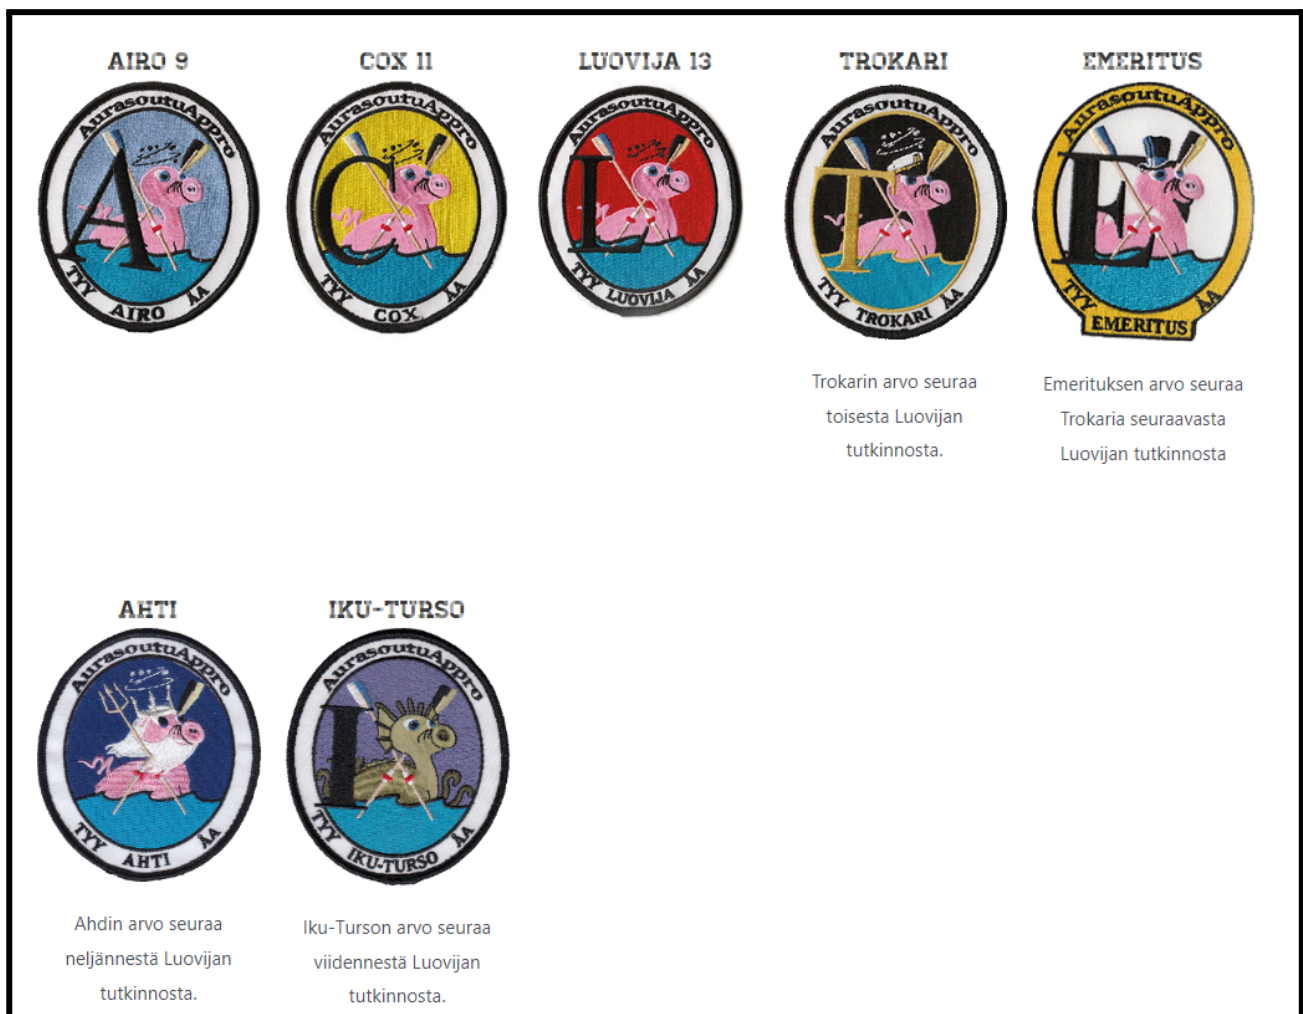 AIRO 9
COX 11
LUOVIJA 13
TROKARI
EMERITUS
AurasoutuAppro
A
TYY AIRO ÅA
AurasoutuAppro
C
TYY COX ÅA
AurasoutuAppro
L
TYY LUOVIJA ÅA
AurasoutuAppro
T
TYY TROKARI ÅA
AurasoutuAppro
E
TYY EMERITUS ÅA
Trokarin arvo seuraa
toisesta Luovijan
tutkinnosta.
Emerituksen arvo seuraa
Trokaria seuraavasta
Luovijan tutkinnosta
AHTI
IKU-TURSO
AurasoutuAppro
TYY AHTI ÅA
AurasoutuAppro
I
TYY IKU-TURSO ÅA
Ahdin arvo seuraa
neljännestä Luovijan
tutkinnosta.
Iku-Turson arvo seuraa
viidennestä Luovijan
tutkinnosta.